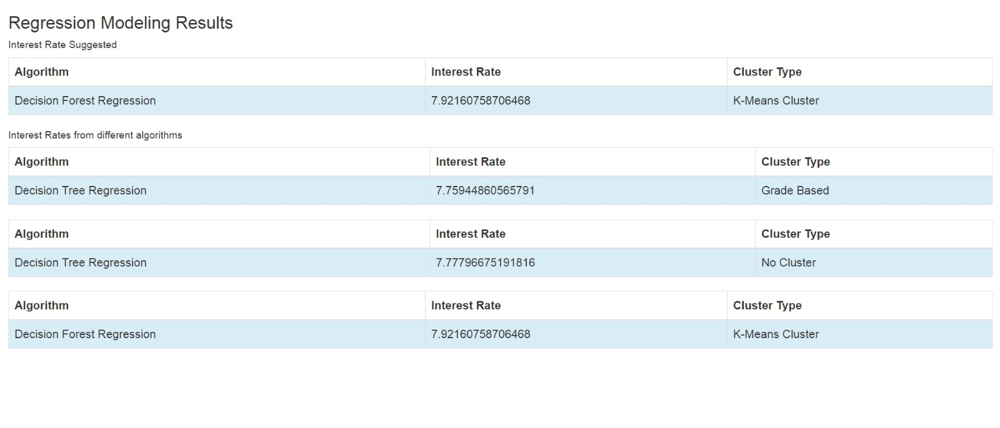 Regression Modeling Results
Interest Rate Suggested
Algorithm Interest Rate Cluster Type
Decision Forest Regression 7.92160758706468 K-Means Cluster
Interest Rates from different algorithms
Algorithm Interest Rate Cluster Type
Decision Tree Regression 7.75944860565791 Grade Based
Algorithm Interest Rate Cluster Type
Decision Tree Regression 7.77796675191816 No Cluster
Algorithm Interest Rate Cluster Type
Decision Forest Regression 7.92160758706468 K-Means Cluster